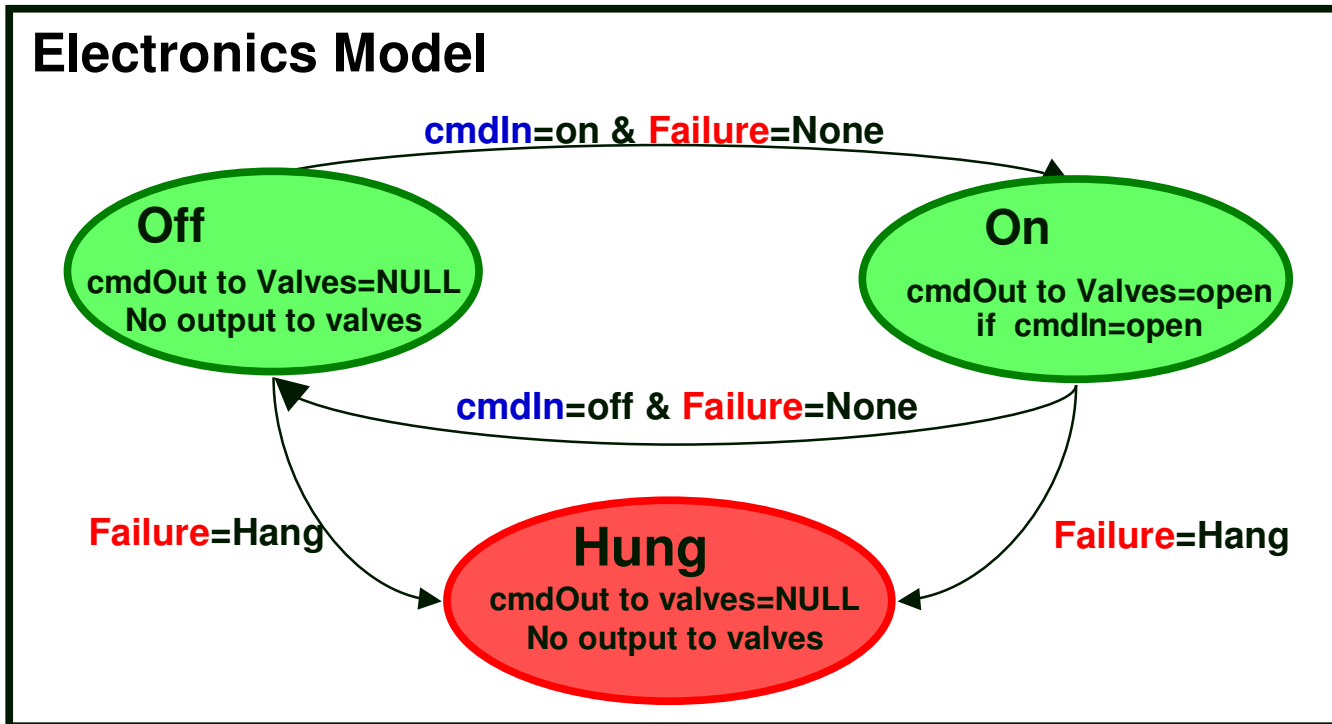 Electronics Model
cmdIn=on & Failure=None
Off
cmdOut to Valves=NULL
No output to valves
On
cmdOut to Valves=open
if cmdIn=open
cmdIn=off & Failure=None
Failure=Hang
Failure=Hang
Hung
cmdOut to valves=NULL
No output to valves